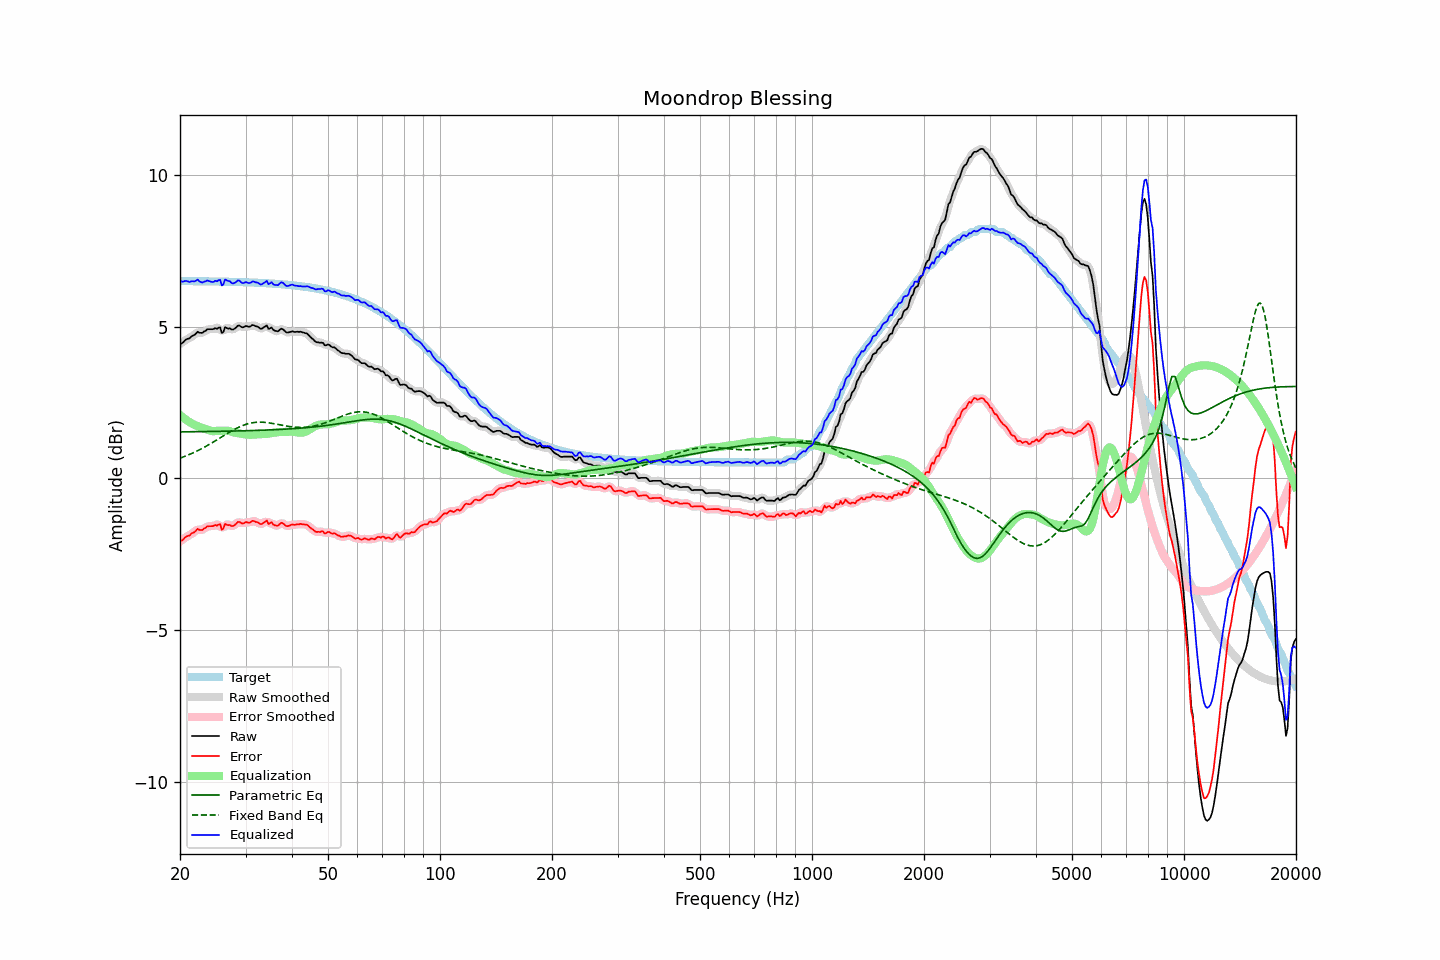 Moondrop Blessing
Amplitude (dBr)
10
5
0
−5
−10
Target
Raw Smoothed
Error Smoothed
Raw
Error
Equalization
Parametric Eq
Fixed Band Eq
Equalized
20 50 100 200 500 1000 2000 5000 10000 20000
Frequency (Hz)